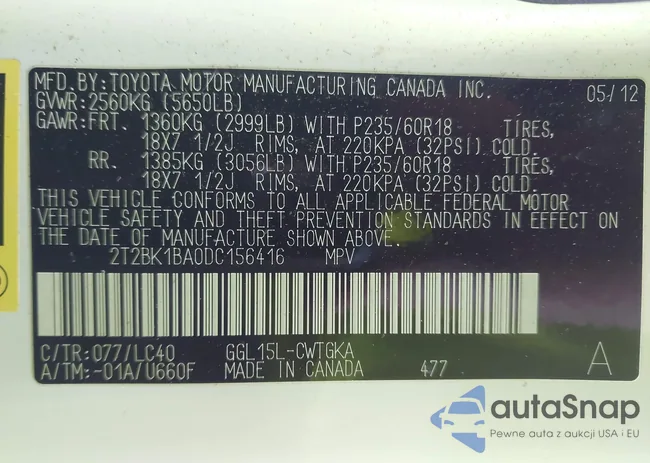 MFD.BY:TOYOTA MOTOR MANUFACTURING CANADA INC. 05/12
GVWR:2560KG (5650LB)
GAWR:FRT. 1360KG (2999LB) WITH P235/60R18 TIRES,
18X7 1/2J RIMS, AT 220KPA (32PSI) COLD.
RR. 1385KG (3056LB) WITH P235/60R18 TIRES,
18X7 1/2J RIMS, AT 220KPA (32PSI) COLD.
THIS VEHICLE CONFORMS TO ALL APPLICABLE FEDERAL MOTOR
VEHICLE SAFETY AND THEFT PREVENTION STANDARDS IN EFFECT ON
THE DATE OF MANUFACTURE SHOWN ABOVE.
2T2BK1BA0DC156416 MPV
C/TR:077/LC40 GGL15L-CWTGKA
A/TM:-01A/U660F MADE IN CANADA 477 A
autaSnap
Pewne auta z aukcji USA i EU